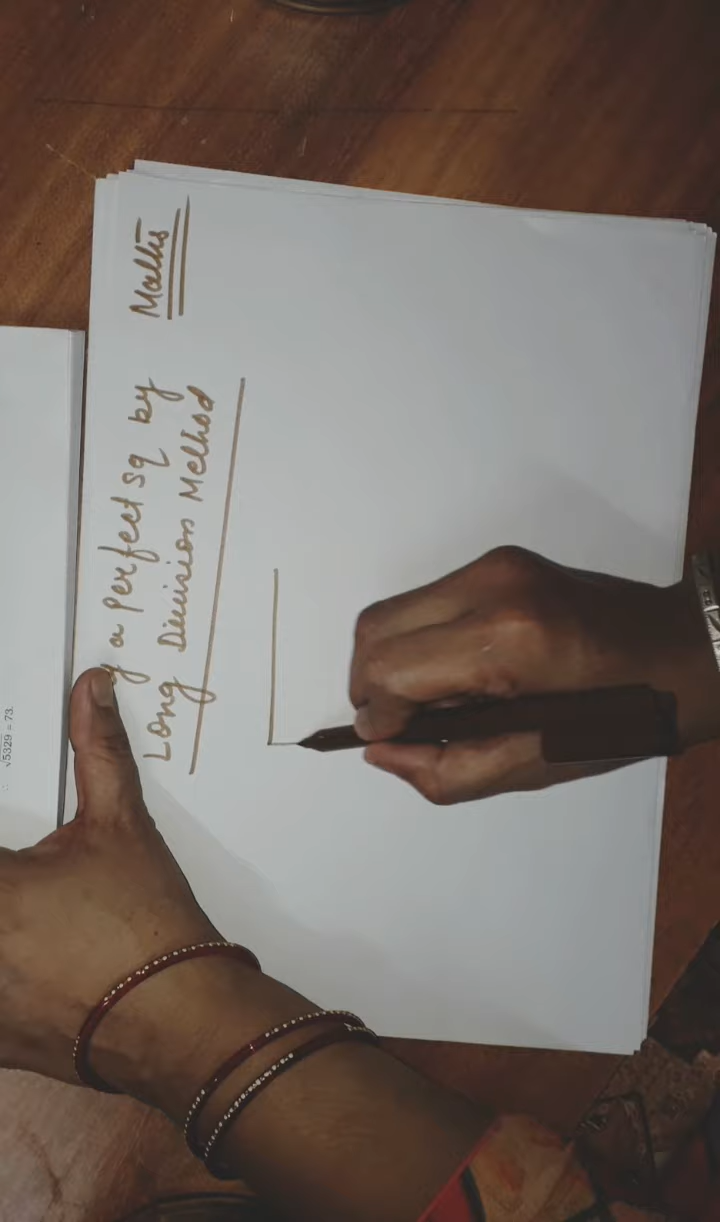 Maths
a perfect sq by
Long Division Method
√5329 = 73.